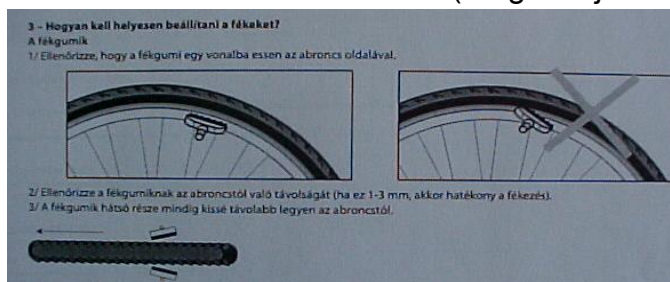 3 – Hogyan kell helyesen beállítani a fékeket?
A fékgumik
1/ Ellenőrizze, hogy a fékgumi egy vonalba essen az abroncs oldalával.
2/ Ellenőrizze a fékgumiknak az abroncstól való távolságát (ha ez 1-3 mm, akkor hatékony a fékezés).
3/ A fékgumik hátsó része mindig kissé távolabb legyen az abroncstól.